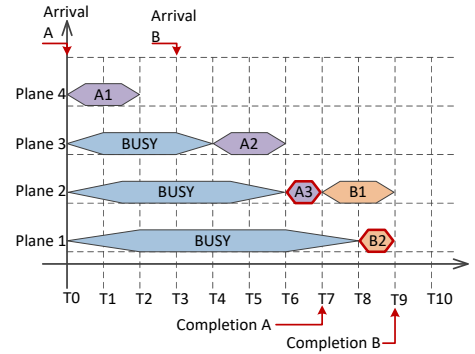 Arrival
A
Arrival
B
Plane 4
A1
Plane 3
BUSY
A2
Plane 2
BUSY
A3
B1
Plane 1
BUSY
B2
T0 T1 T2 T3 T4 T5 T6 T7 T8 T9 T10
Completion A
Completion B